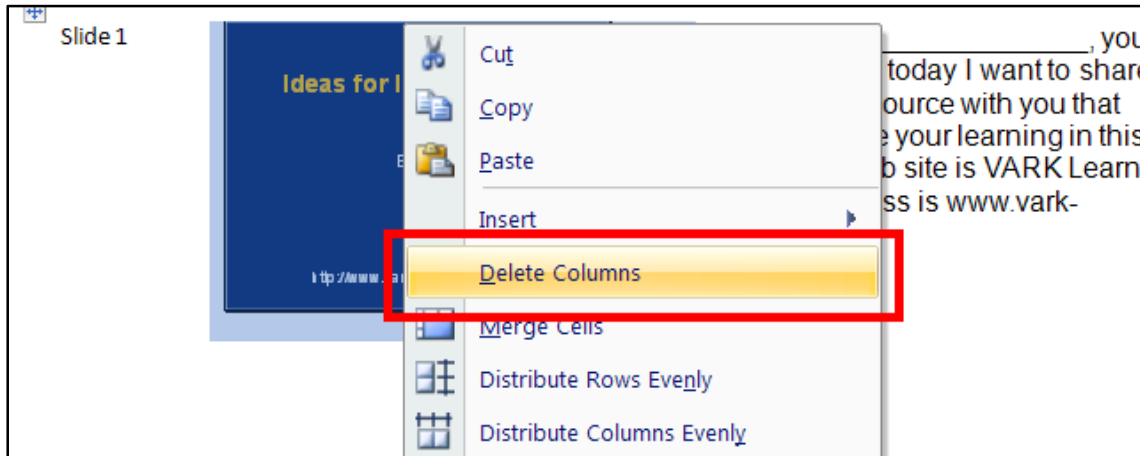 Slide 1
Ideas for
Cut
Copy
Paste
Insert
Delete Columns
Merge Cells
Distribute Rows Evenly
Distribute Columns Evenly
http://www.
, you
today I want to share
ource with you that
your learning in this
b site is VARK Learn
ss is www.vark-